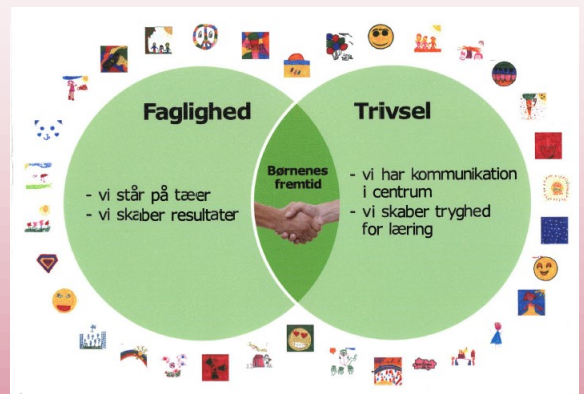 Faglighed
- vi står på tæer
- vi skaber resultater
Børnenes
fremtid
Trivsel
- vi har kommunikation
i centrum
- vi skaber tryghed
for læring